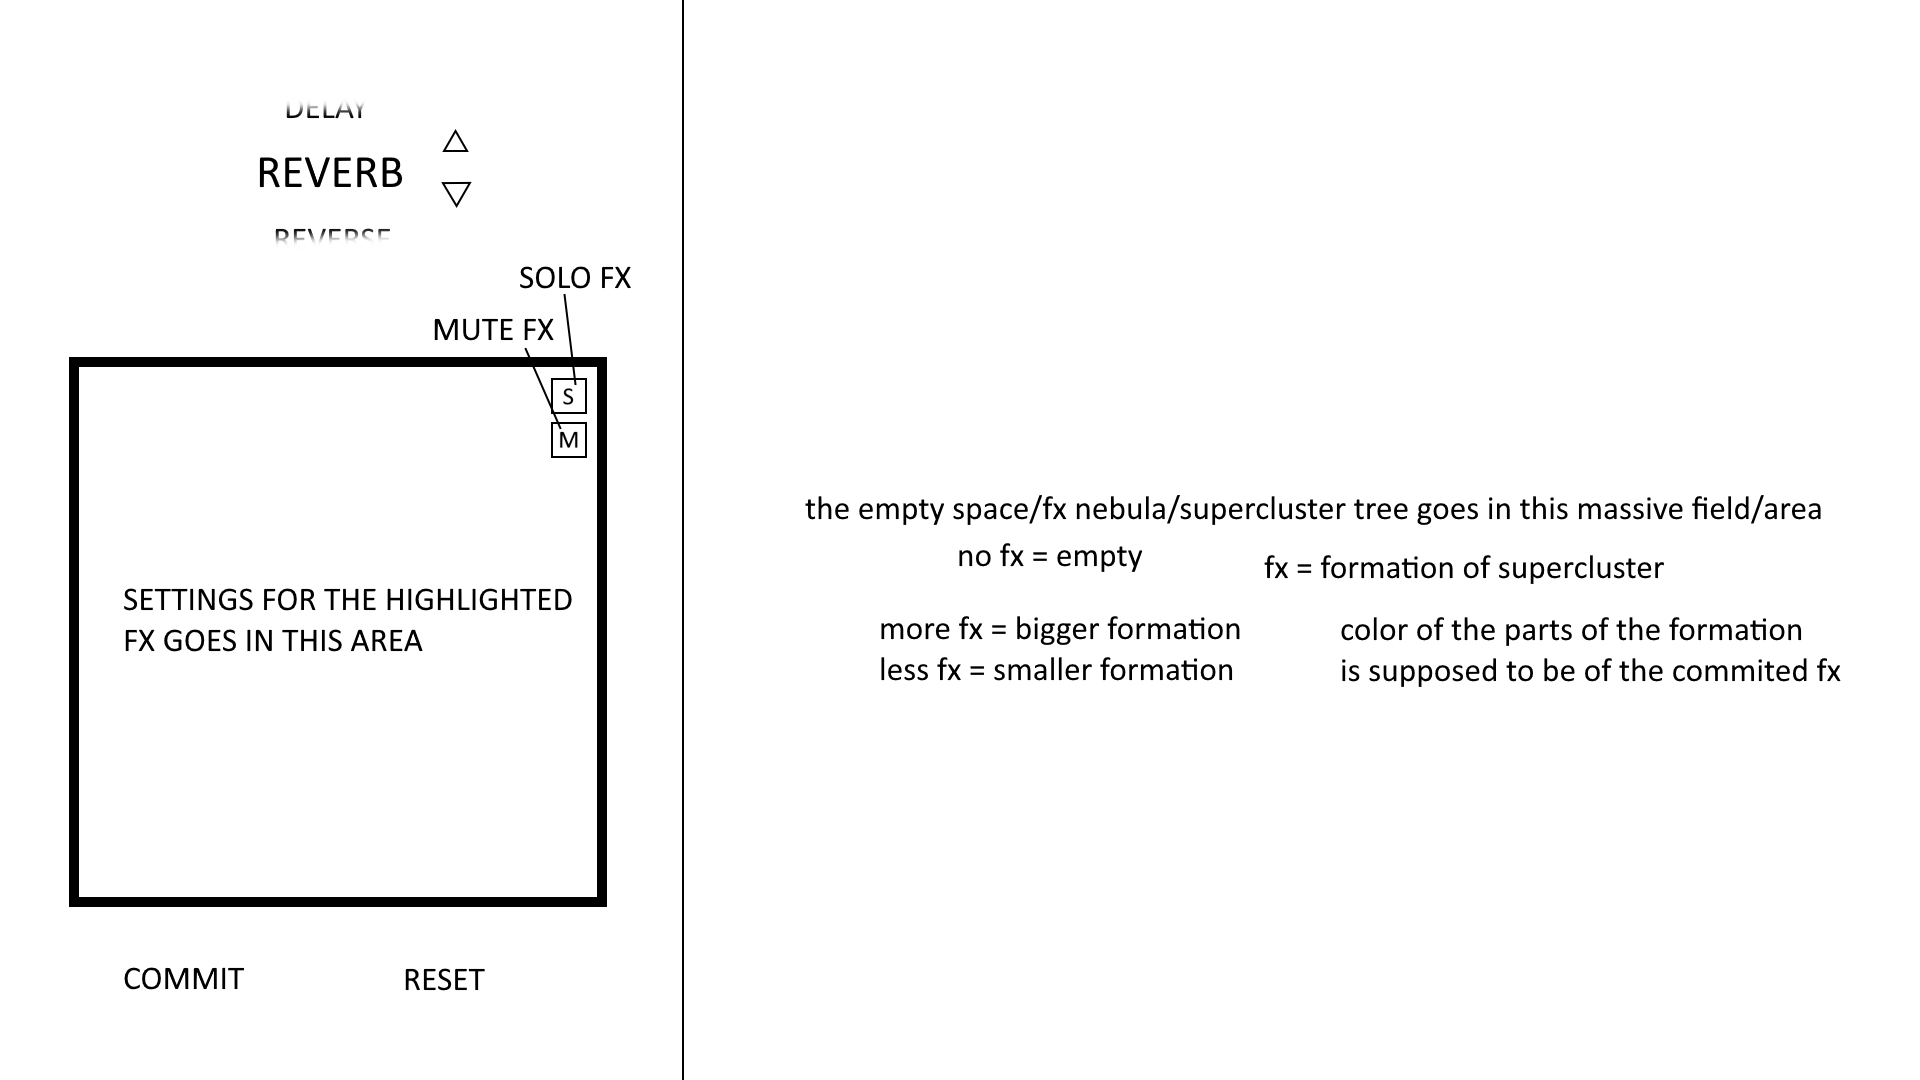 DELAY
REVERB
REVERSE
SOLO FX
MUTE FX
S
M
SETTINGS FOR THE HIGHLIGHTED
FX GOES IN THIS AREA
COMMIT
RESET
the empty space/fx nebula/supercluster tree goes in this massive field/area
no fx = empty
fx = formation of supercluster
more fx = bigger formation
less fx = smaller formation
color of the parts of the formation
is supposed to be of the commited fx